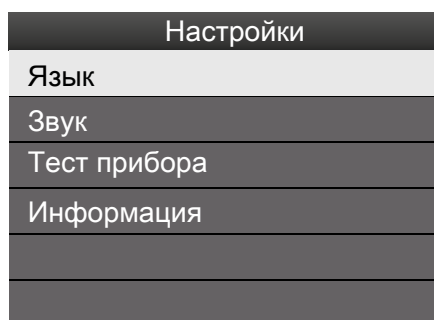 Настройки
Язык
Звук
Тест прибора
Информация